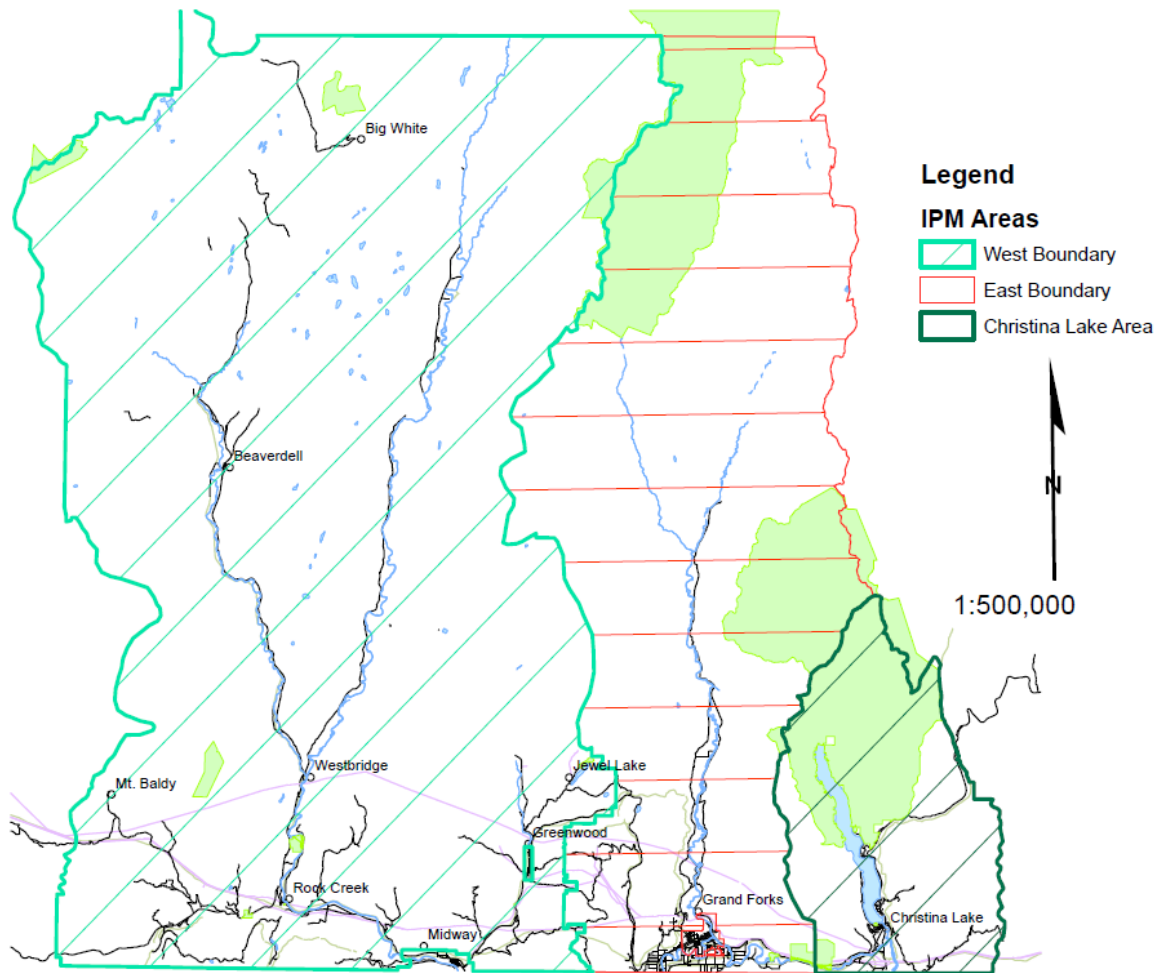 Big White
Legend
IPM Areas
West Boundary
East Boundary
Christina Lake Area
Beaverdell
N
1:500,000
Westbridge
Jewel Lake
Mt. Baldy
Greenwood
Rock Creek
Grand Forks
Christina Lake
Midway